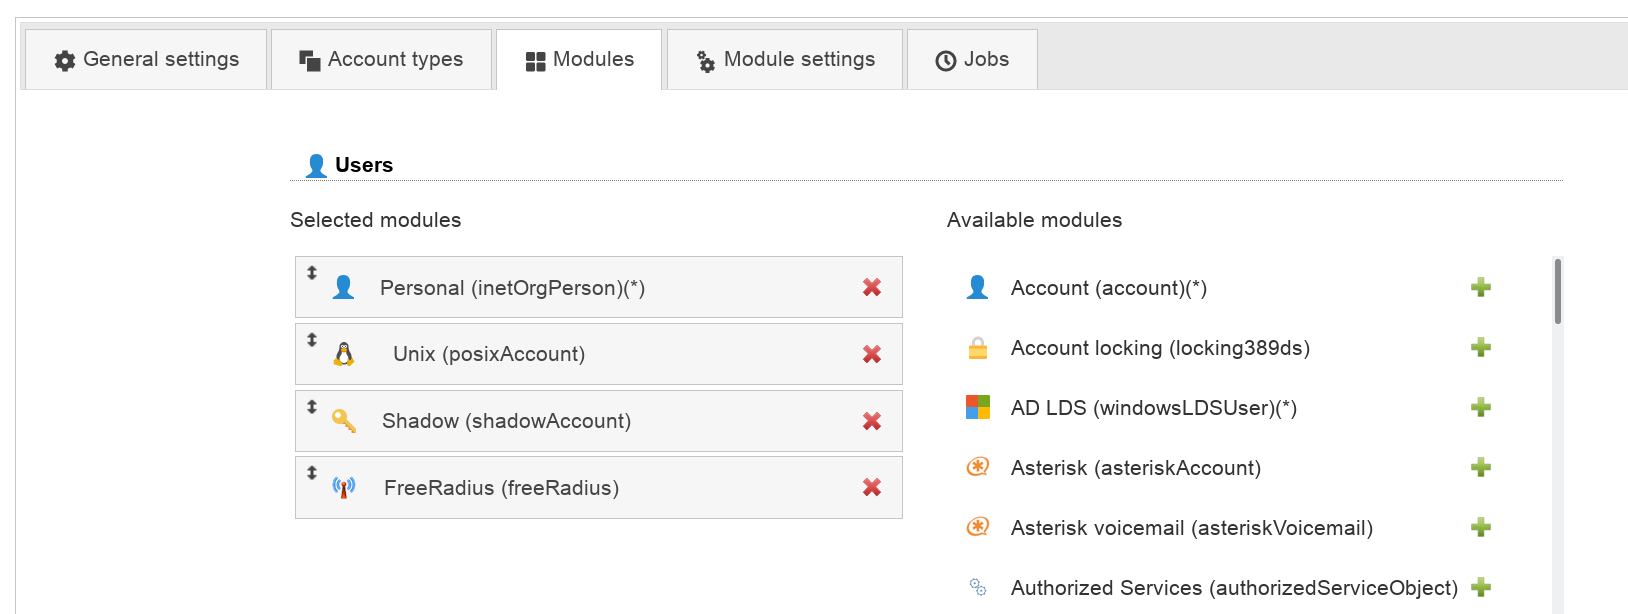 General settings
Account types
Modules
Module settings
Jobs
Users
Selected modules
Available modules
Personal (inetOrgPerson)(*)
Unix (posixAccount)
Shadow (shadowAccount)
FreeRadius (freeRadius)
Account (account)(*)
Account locking (locking389ds)
AD LDS (windowsLDSUser)(*)
Asterisk (asteriskAccount)
Asterisk voicemail (asteriskVoicemail)
Authorized Services (authorizedServiceObject)